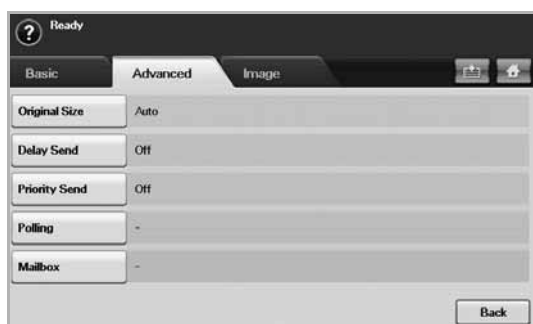 ? Ready
Basic Advanced Image
Original Size Auto
Delay Send Off
Priority Send Off
Polling -
Mailbox -
Back